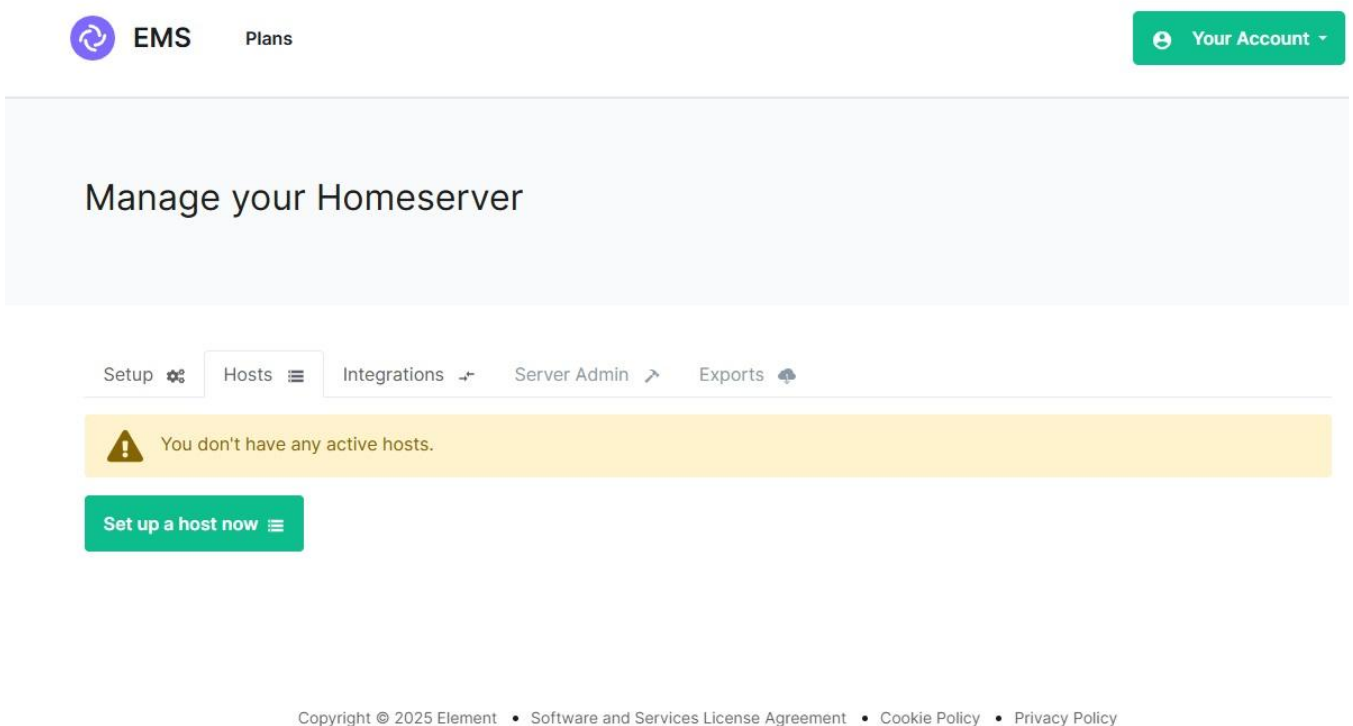 EMS Plans Your Account
Manage your Homeserver
Setup Hosts Integrations Server Admin Exports
You don't have any active hosts.
Set up a host now
Copyright © 2025 Element • Software and Services License Agreement • Cookie Policy • Privacy Policy